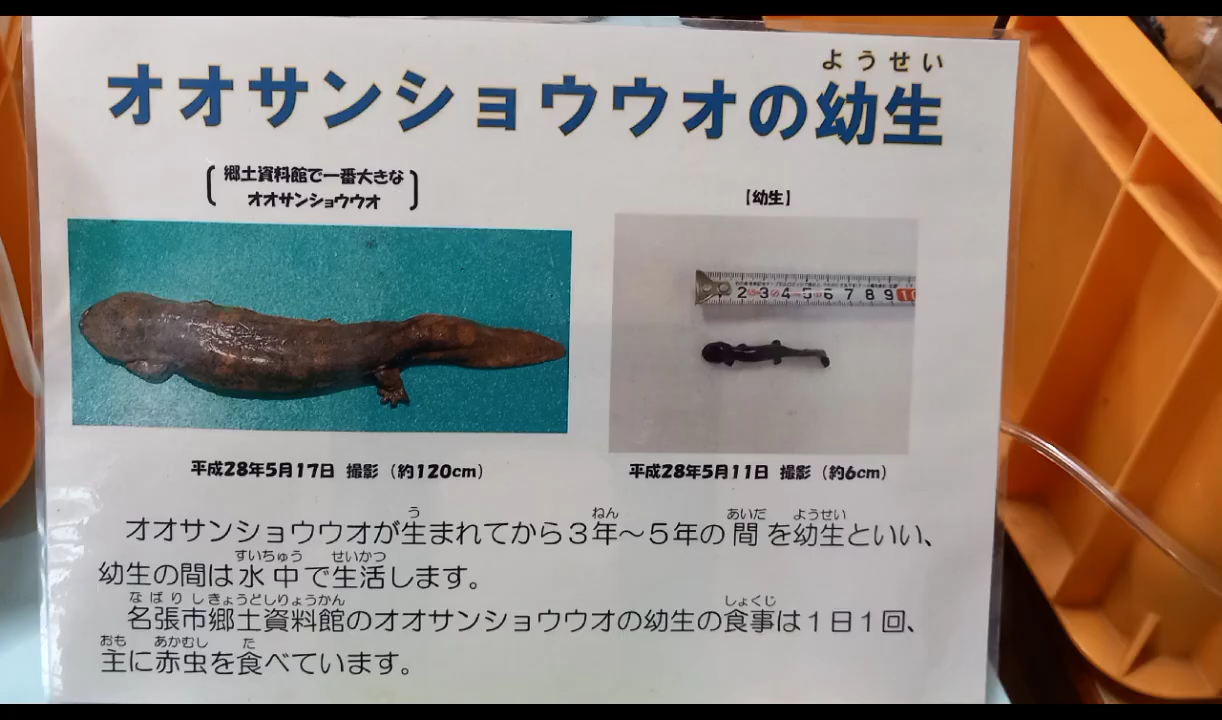 ようせい
オオサンショウウオの幼生
郷土資料館で一番大きな
オオサンショウウオ
【幼生】
2 3 4 5 6 7 8 9 10
平成28年5月17日 撮影（約120cm）
平成28年5月11日 撮影（約6cm）
う ねん あいだ ようせい
オオサンショウウオが生まれてから３年～５年の間を幼生といい、
すいちゅう せいかつ
幼生の間は水中で生活します。
なばりしきょうどしりょうかん しょくじ
名張市郷土資料館のオオサンショウウオの幼生の食事は１日１回、
おも あかむし た
主に赤虫を食べています。